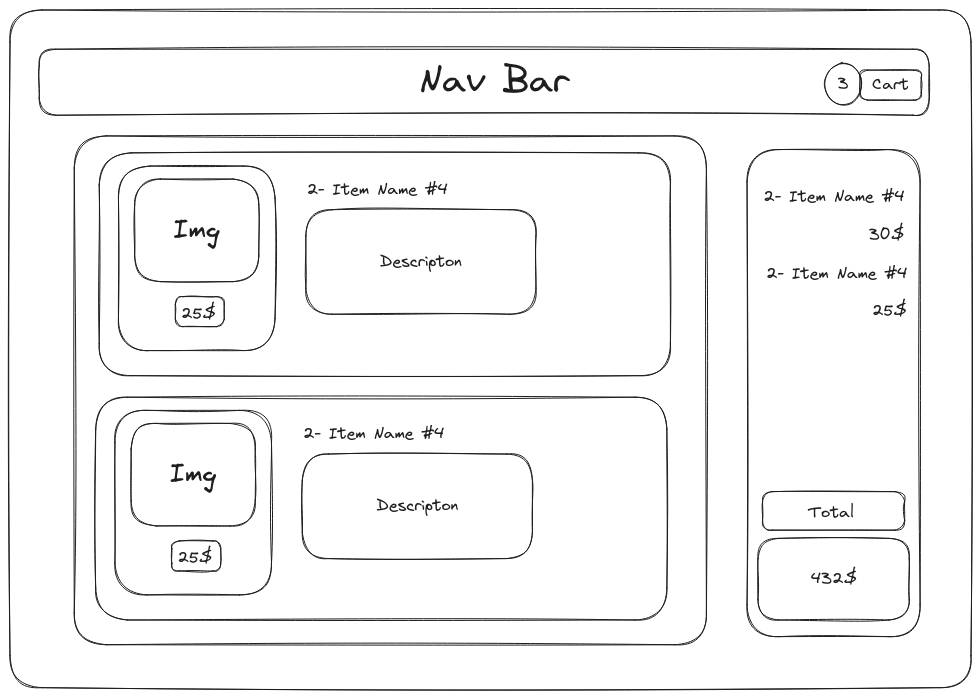 Nav Bar
3 Cart
Img
25$
2- Item Name #4
Descripton
Img
25$
2- Item Name #4
Descripton
2- Item Name #4
30$
2- Item Name #4
25$
Total
432$